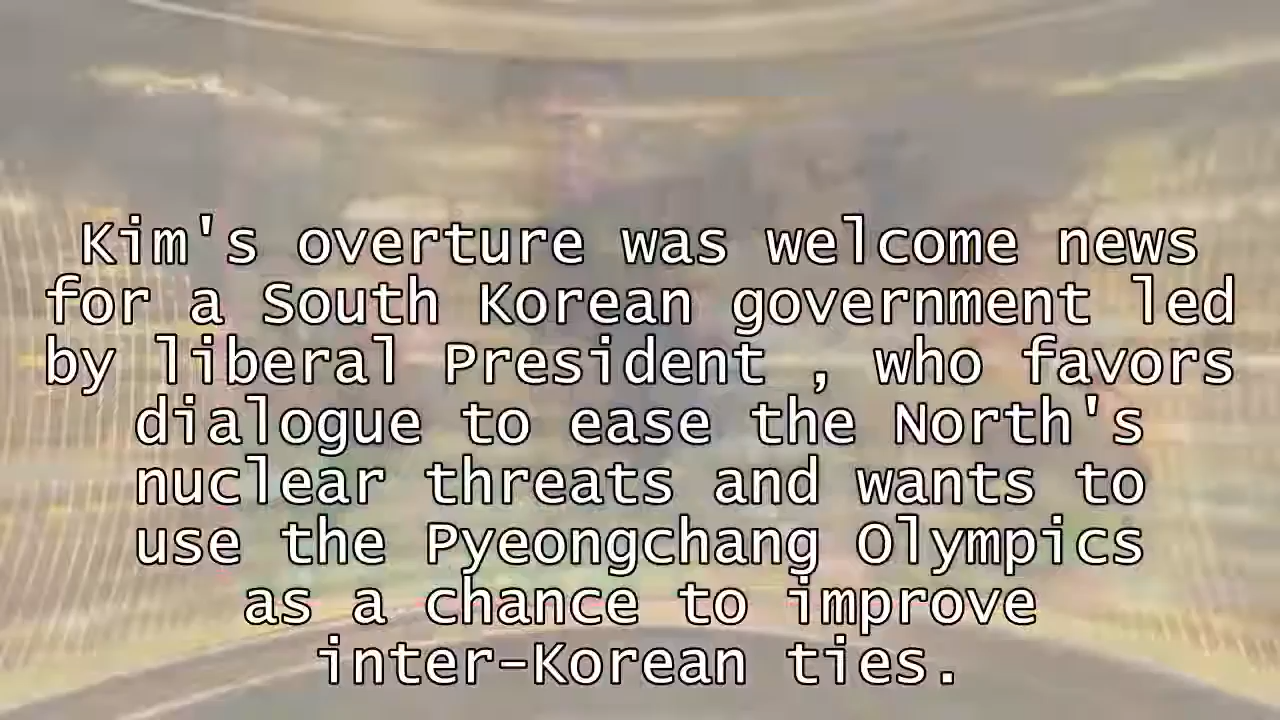 Kim's overture was welcome news
for a South Korean government led
by liberal President , who favors
dialogue to ease the North's
nuclear threats and wants to
use the Pyeongchang Olympics
as a chance to improve
inter-Korean ties.